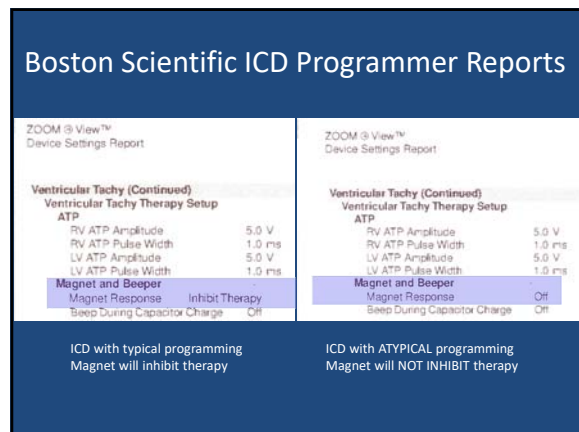 Boston Scientific ICD Programmer Reports
ZOOM ® View™
Device Settings Report
Ventricular Tachy (Continued)
Ventricular Tachy Therapy Setup
ATP
RV ATP Amplitude 5.0 V
RV ATP Pulse Width 1.0 ms
LV ATP Amplitude 5.0 V
LV ATP Pulse Width 1.0 ms
Magnet and Beeper
Magnet Response Inhibit Therapy
Beep During Capacitor Charge Off
ICD with typical programming
Magnet will inhibit therapy
ZOOM ® View™
Device Settings Report
Ventricular Tachy (Continued)
Ventricular Tachy Therapy Setup
ATP
RV ATP Amplitude 5.0 V
RV ATP Pulse Width 1.0 ms
LV ATP Amplitude 5.0 V
LV ATP Pulse Width 1.0 ms
Magnet and Beeper
Magnet Response Off
Beep During Capacitor Charge Off
ICD with ATYPICAL programming
Magnet will NOT INHIBIT therapy